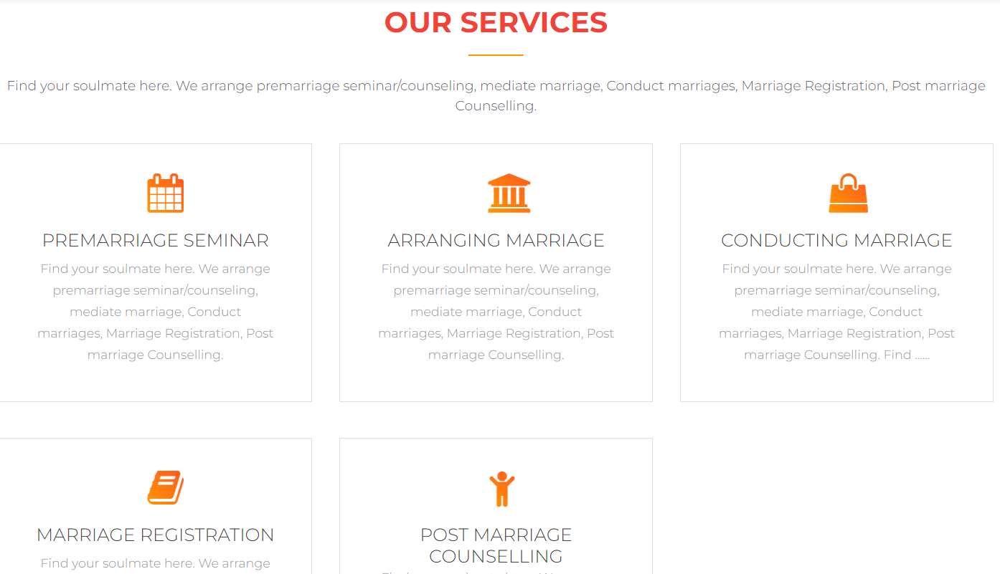 OUR SERVICES
Find your soulmate here. We arrange premarriage seminar/counseling, mediate marriage, Conduct marriages, Marriage Registration, Post marriage
Counselling.
PREMARRIAGE SEMINAR
Find your soulmate here. We arrange
premarriage seminar/counseling,
mediate marriage, Conduct
marriages, Marriage Registration, Post
marriage Counselling.
ARRANGING MARRIAGE
Find your soulmate here. We arrange
premarriage seminar/counseling,
mediate marriage, Conduct
marriages, Marriage Registration, Post
marriage Counselling.
CONDUCTING MARRIAGE
Find your soulmate here. We arrange
premarriage seminar/counseling,
mediate marriage, Conduct
marriages, Marriage Registration, Post
marriage Counselling. Find ......
MARRIAGE REGISTRATION
Find your soulmate here. We arrange
POST MARRIAGE
COUNSELLING